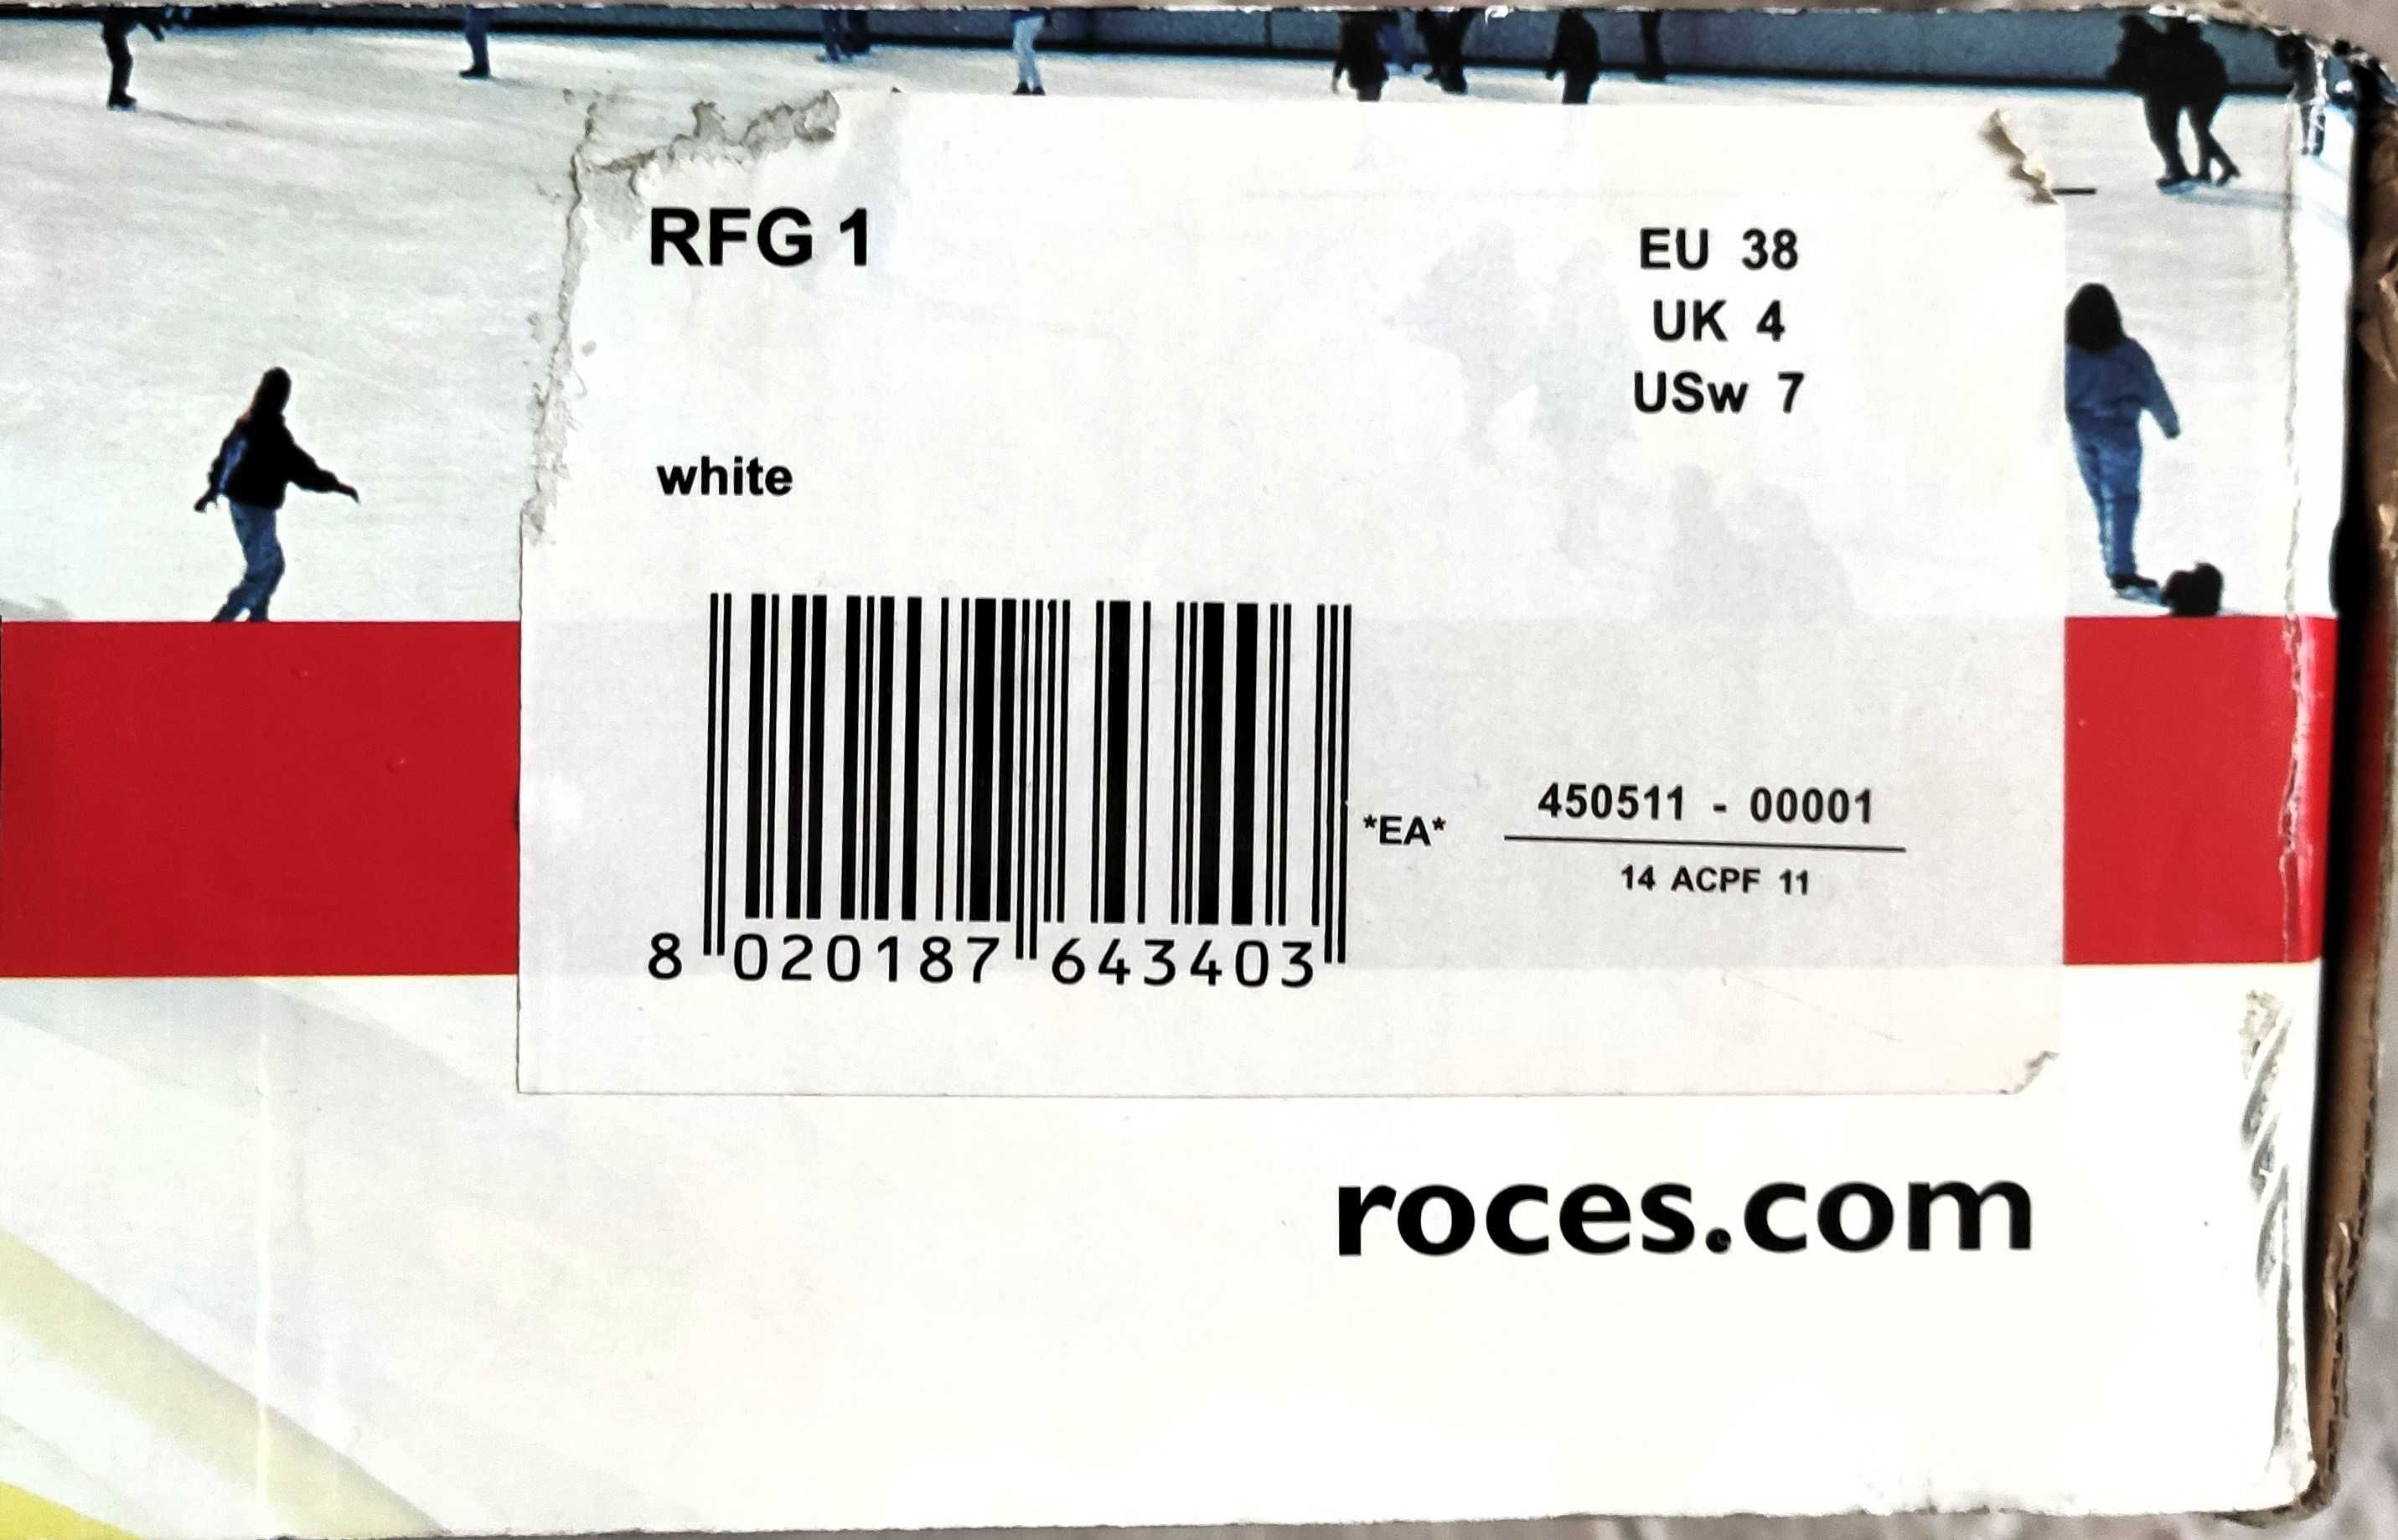 RFG 1
EU 38
UK 4
USw 7
white
8 020187 643403
*EA*
450511 - 00001
14 ACPF 11
roces.com